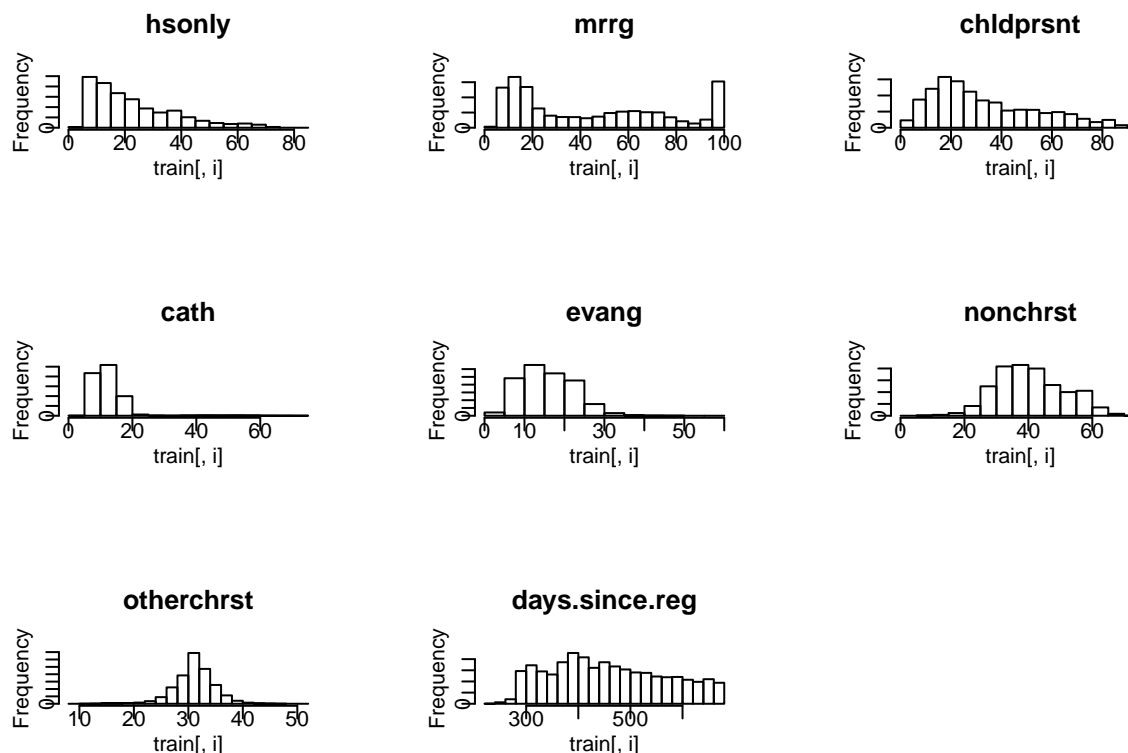 hsonly
Frequency
0
0 20 40 60 80
train[, i]
mrrg
Frequency
0
0 20 40 60 80 100
train[, i]
chldprsnt
Frequency
0
0 20 40 60 80
train[, i]
cath
Frequency
0
0 20 40 60
train[, i]
evang
Frequency
0
0 10 30 50
train[, i]
nonchrst
Frequency
0
0 20 40 60
train[, i]
otherchrst
Frequency
0
10 20 30 40 50
train[, i]
days.since.reg
Frequency
0
300 500
train[, i]